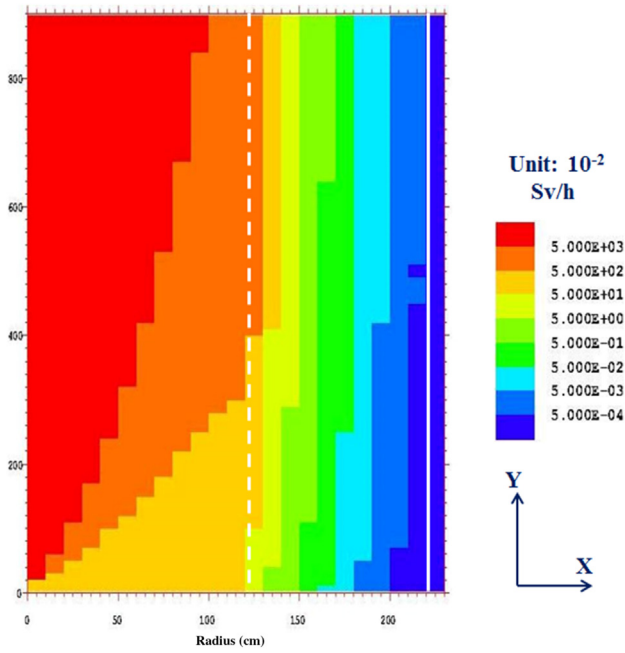 800
600
400
200
0
0
50
100
150
200
Radius (cm)
Unit: 10-2
Sv/h
5.000E+03
5.000E+02
5.000E+01
5.000E+00
5.000E-01
5.000E-02
5.000E-03
5.000E-04
Y
X